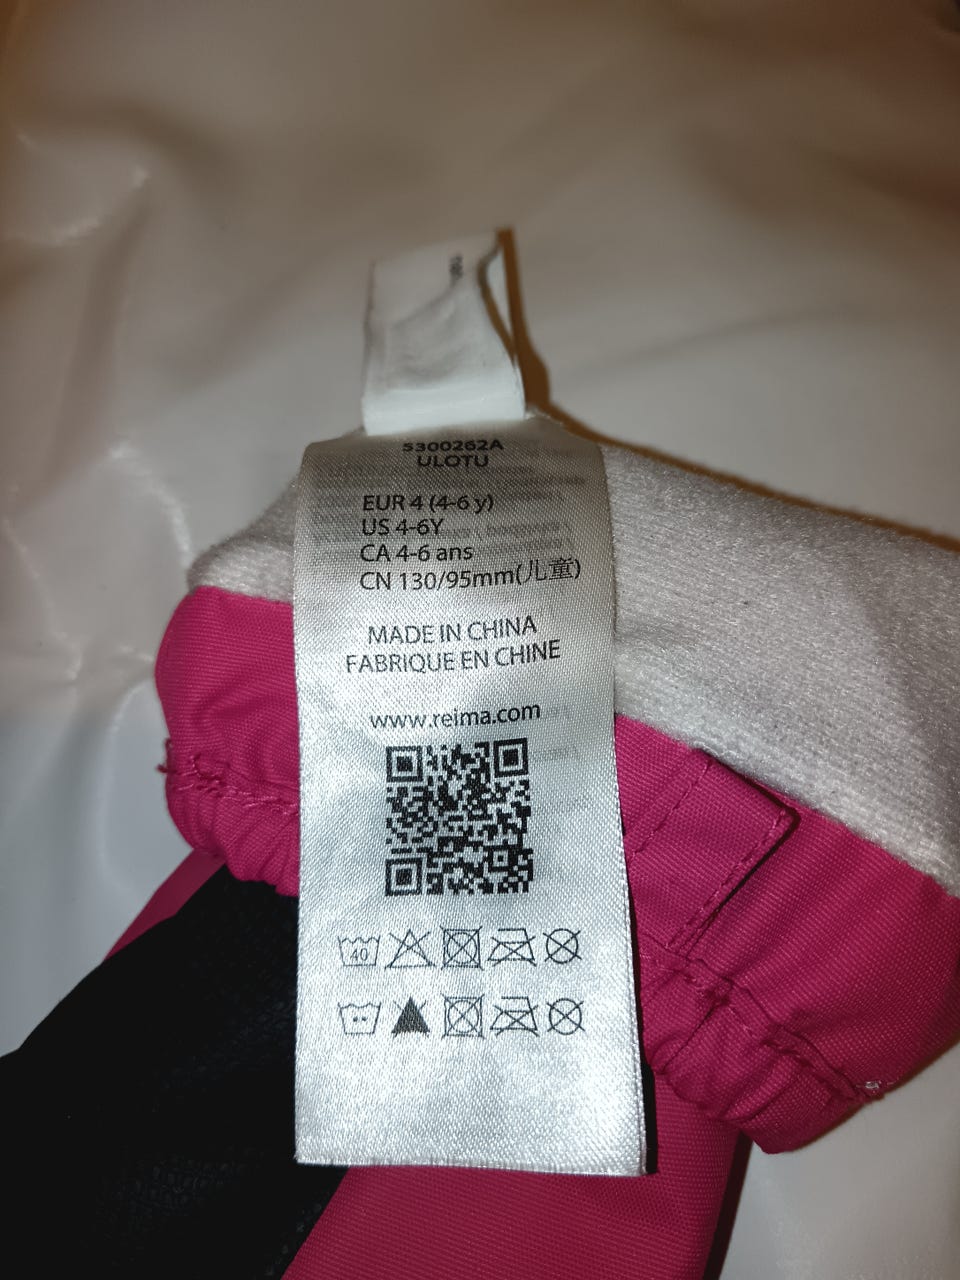 5300262A
ULOTU
EUR 4 (4-6 y)
US 4-6Y
CA 4-6 ans
CN 130/95mm(儿童)
MADE IN CHINA
FABRIQUE EN CHINE
www.reima.com
40